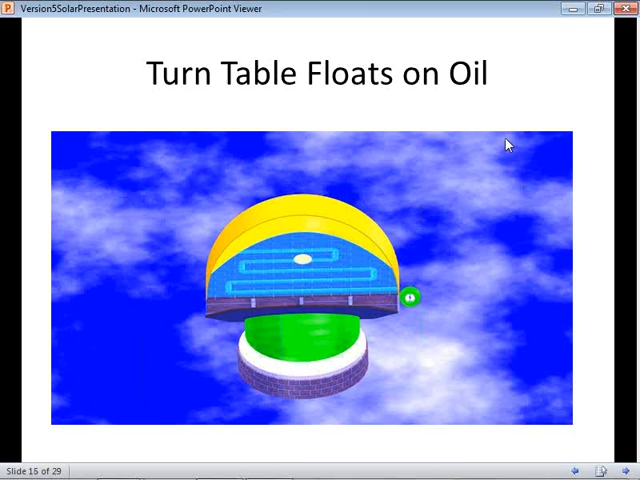 Version5SolarPresentation - Microsoft PowerPoint Viewer
Turn Table Floats on Oil
Slide 15 of 29